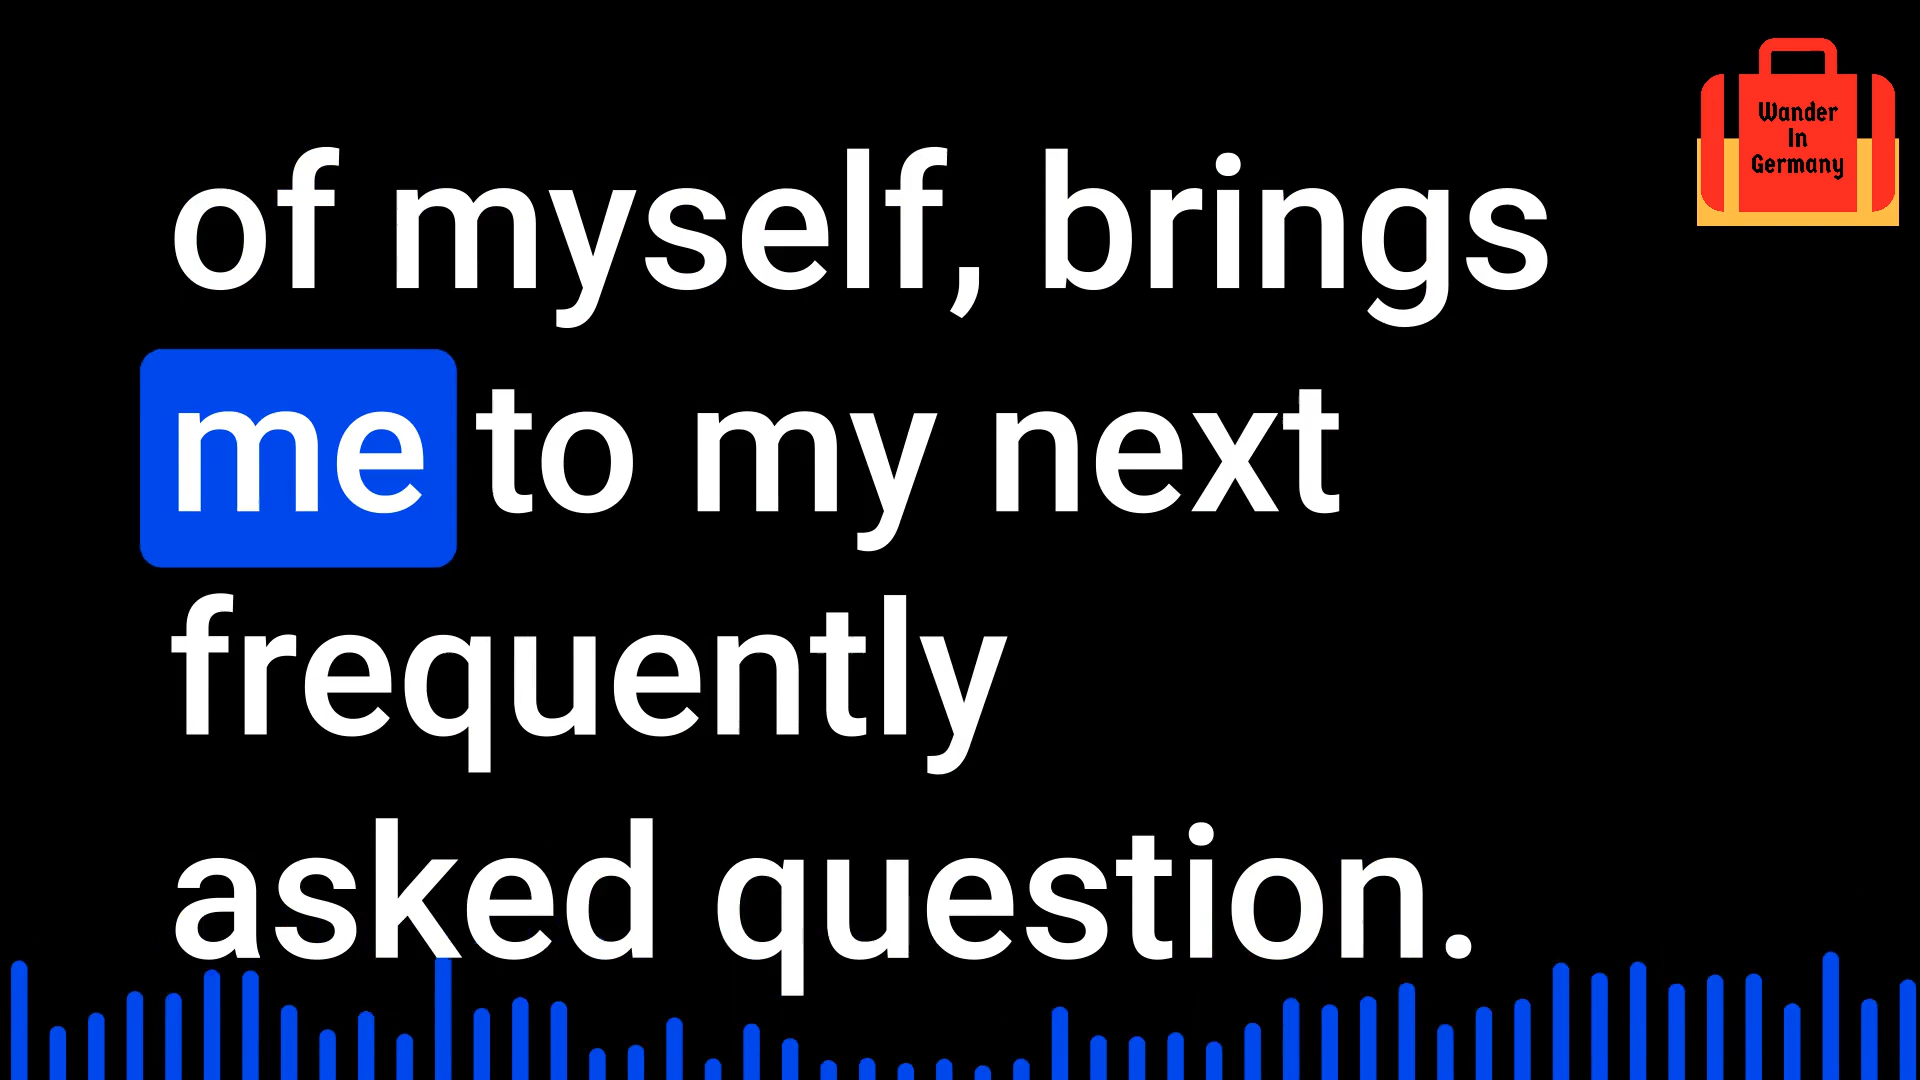 of myself, brings
me to my next
frequently
asked question.
Wander
In
Germany